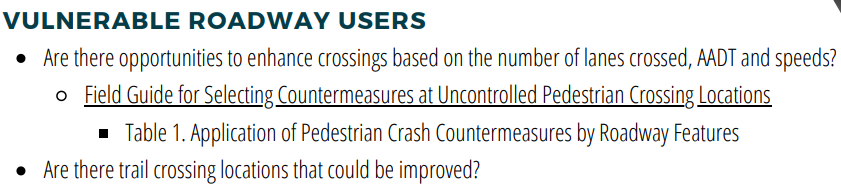 VULNERABLE ROADWAY USERS
• Are there opportunities to enhance crossings based on the number of lanes crossed, AADT and speeds?
o Field Guide for Selecting Countermeasures at Uncontrolled Pedestrian Crossing Locations
▪ Table 1. Application of Pedestrian Crash Countermeasures by Roadway Features
• Are there trail crossing locations that could be improved?